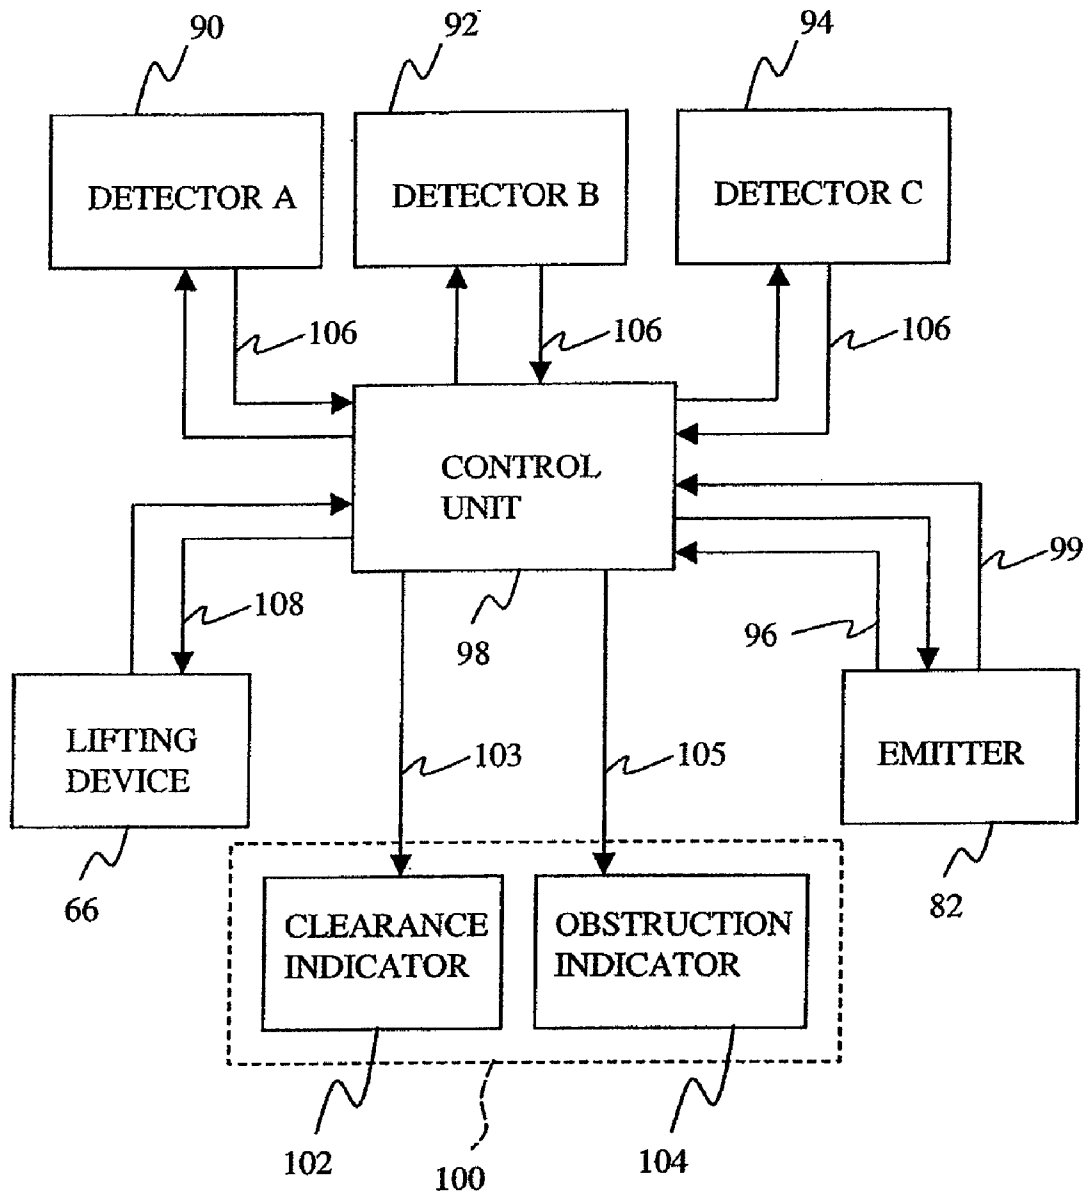 90
92
94
DETECTOR A
DETECTOR B
DETECTOR C
106
106
106
CONTROL
UNIT
99
108
96
98
LIFTING
DEVICE
103
105
EMITTER
66
82
CLEARANCE
INDICATOR
OBSTRUCTION
INDICATOR
102
100
104